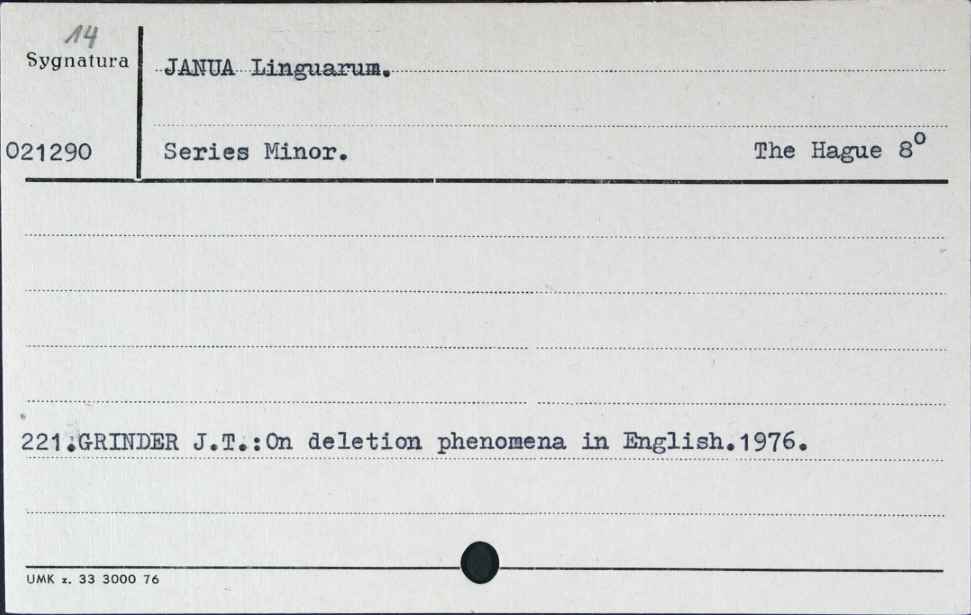 14
Sygnatura
JANUA Linguarum.
021290
Series Minor. The Hague 8º
221.GRINDER J.T.:On deletion phenomena in English.1976.
UMK z. 33 3000 76